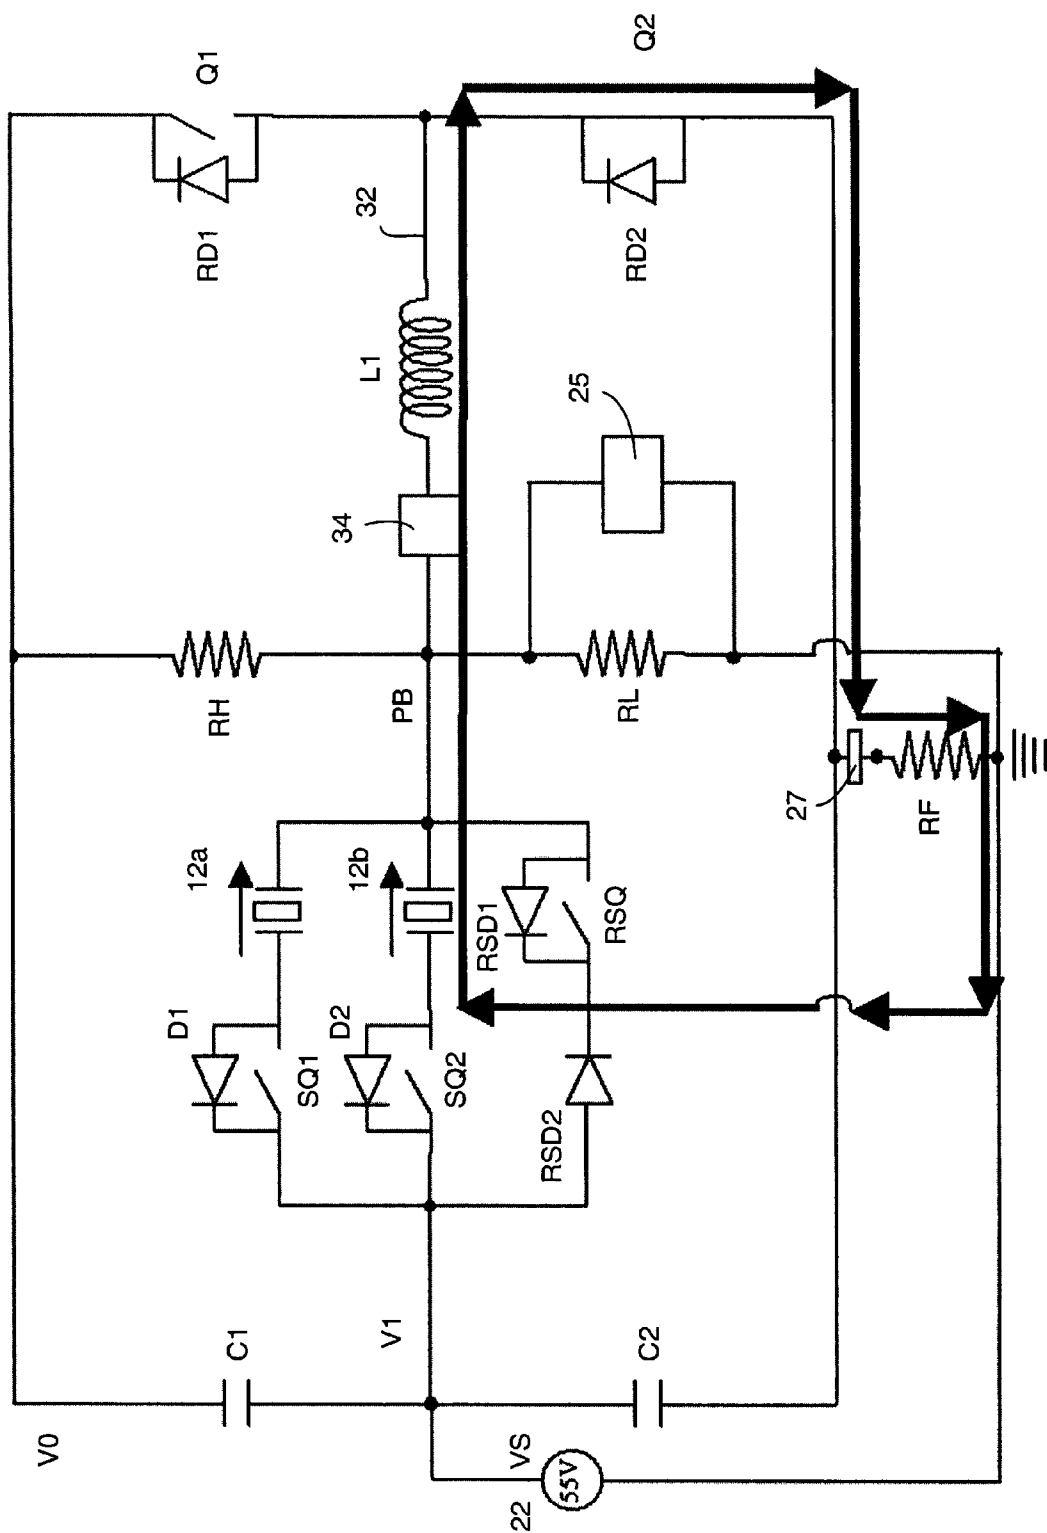 V0
C1
V1
VS
22
55V
C2
D1
SQ1
12a
D2
SQ2
12b
RSD2
RSD1
RSQ
RH
PB
RL
27
RF
34
L1
32
25
RD1
Q1
RD2
Q2